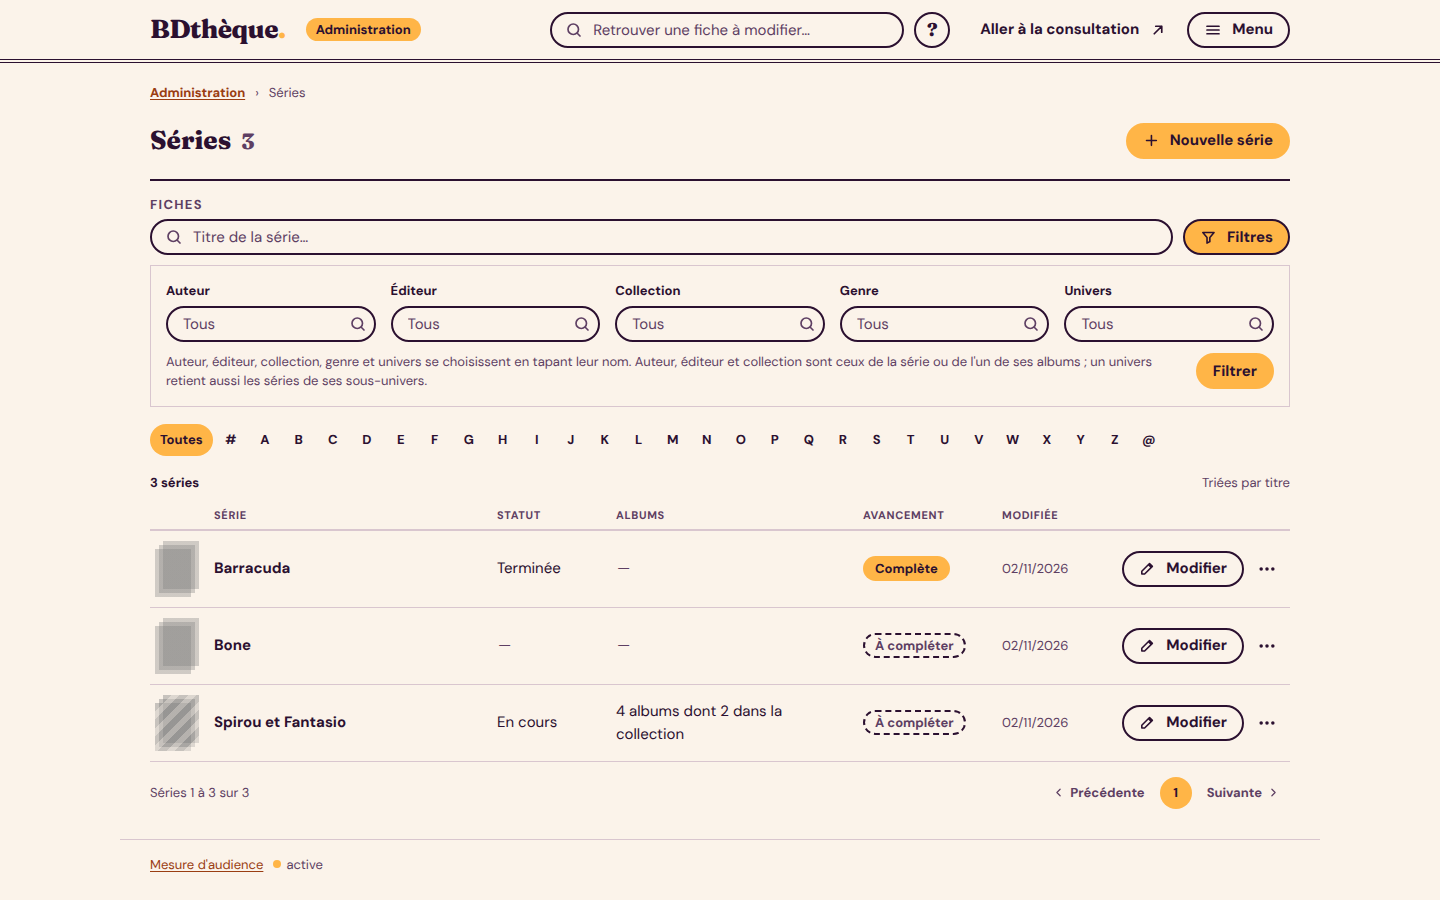 BDthèque.
Administration
Retrouver une fiche à modifier...
?
Aller à la consultation
Menu
Administration › Séries
Séries 3
Nouvelle série
FICHES
Titre de la série...
Filtres
Auteur
Éditeur
Collection
Genre
Univers
Tous
Tous
Tous
Tous
Tous
Auteur, éditeur, collection, genre et univers se choisissent en tapant leur nom. Auteur, éditeur et collection sont ceux de la série ou de l'un de ses albums ; un univers
retient aussi les séries de ses sous-univers.
Filtrer
Toutes # A B C D E F G H I J K L M N O P Q R S T U V W X Y Z @
3 séries
Triées par titre
SÉRIE STATUT ALBUMS AVANCEMENT MODIFIÉE
Barracuda Terminée — Complète 02/11/2026 Modifier
Bone — — À compléter 02/11/2026 Modifier
Spirou et Fantasio En cours 4 albums dont 2 dans la
collection À compléter 02/11/2026 Modifier
Séries 1 à 3 sur 3
Précédente 1 Suivante
Mesure d'audience active